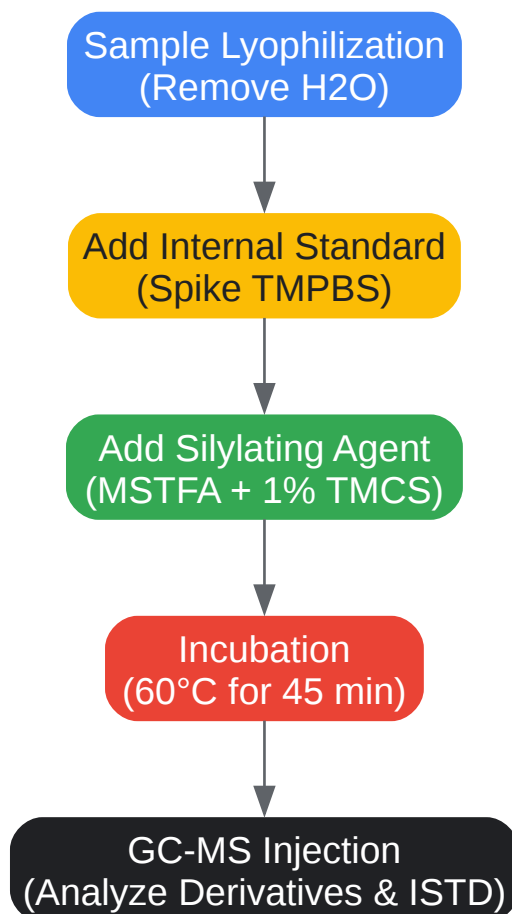 Sample Lyophilization
(Remove H2O)
Add Internal Standard
(Spike TMPBS)
Add Silylating Agent
(MSTFA + 1% TMCS)
Incubation
(60°C for 45 min)
GC-MS Injection
(Analyze Derivatives & ISTD)